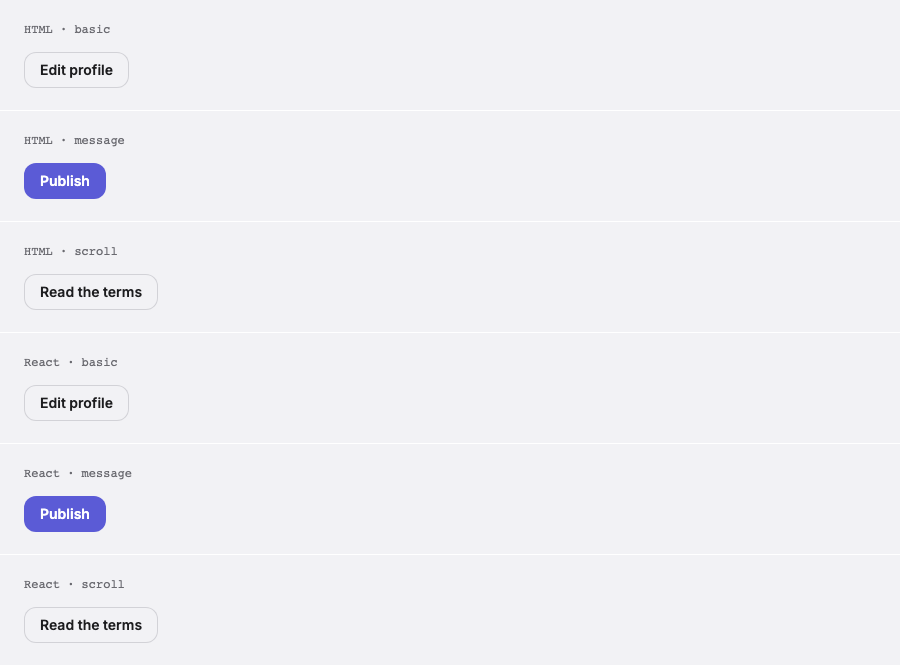 HTML · basic
Edit profile
HTML · message
Publish
HTML · scroll
Read the terms
React · basic
Edit profile
React · message
Publish
React · scroll
Read the terms